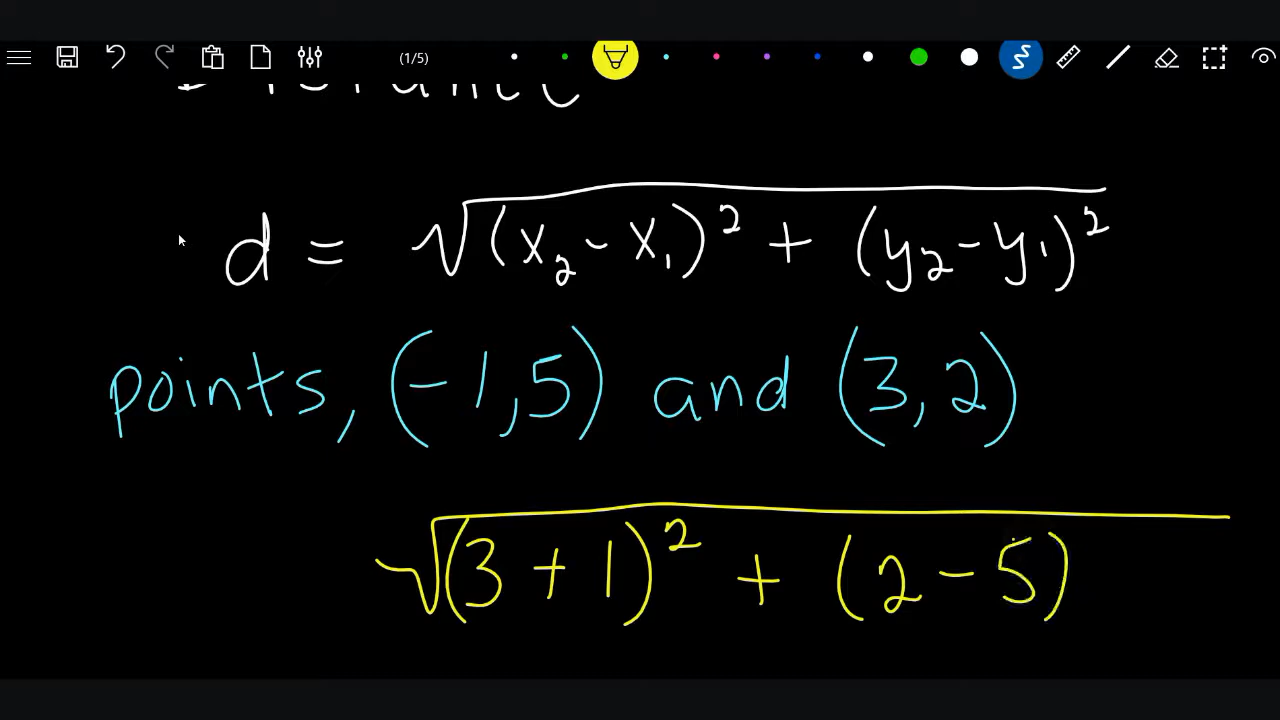 (1/5)
d = √(x₂ - x₁)² + (y₂ - y₁)²
points, (-1,5) and (3,2)
√(3 + 1)² + (2 - 5)